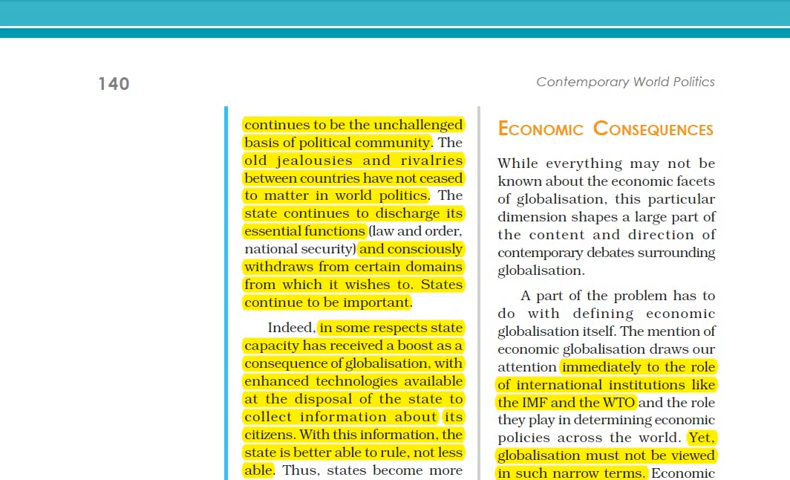 140
Contemporary World Politics
continues to be the unchallenged
basis of political community. The
old jealousies and rivalries
between countries have not ceased
to matter in world politics. The
state continues to discharge its
essential functions (law and order,
national security) and consciously
withdraws from certain domains
from which it wishes to. States
continue to be important.
Indeed, in some respects state
capacity has received a boost as a
consequence of globalisation, with
enhanced technologies available
at the disposal of the state to
collect information about its
citizens. With this information, the
state is better able to rule, not less
able. Thus, states become more
ECONOMIC CONSEQUENCES
While everything may not be
known about the economic facets
of globalisation, this particular
dimension shapes a large part of
the content and direction of
contemporary debates surrounding
globalisation.
A part of the problem has to
do with defining economic
globalisation itself. The mention of
economic globalisation draws our
attention immediately to the role
of international institutions like
the IMF and the WTO and the role
they play in determining economic
policies across the world. Yet,
globalisation must not be viewed
in such narrow terms. Economic